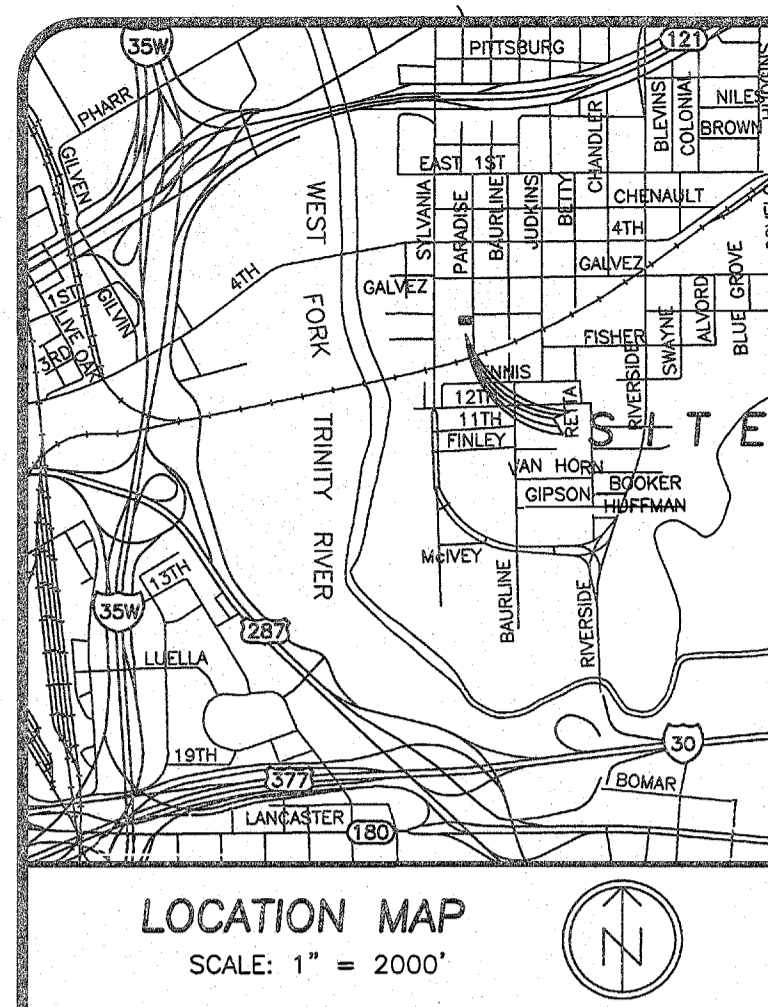 35W
121
PITTSBURG
PHARR
GILVEN
CHANDLER
BLEVINS
COLONIAL
NILES
BROWN
EAST 1ST
WEST FORK TRINITY RIVER
SYLVANIA
PARADISE
BAURLINE
JUDKINS
BETTY
CHENAULT
4TH
4TH
GALVEZ
GALVEZ
1ST
GILVIN
LIVE OAK
3RD
FISHER
RIVERSIDE
SWAYNE
ALVORD
BLUE GROVE
12TH
RETTA
11TH
FINLEY
SITE
VAN HORN
GIPSON
BOOKER
HUFFMAN
McIVEY
13TH
35W
287
BAURLINE
RIVERSIDE
LUELLA
30
19TH
377
BOMAR
LANCASTER
180
LOCATION MAP
SCALE: 1" = 2000'
N